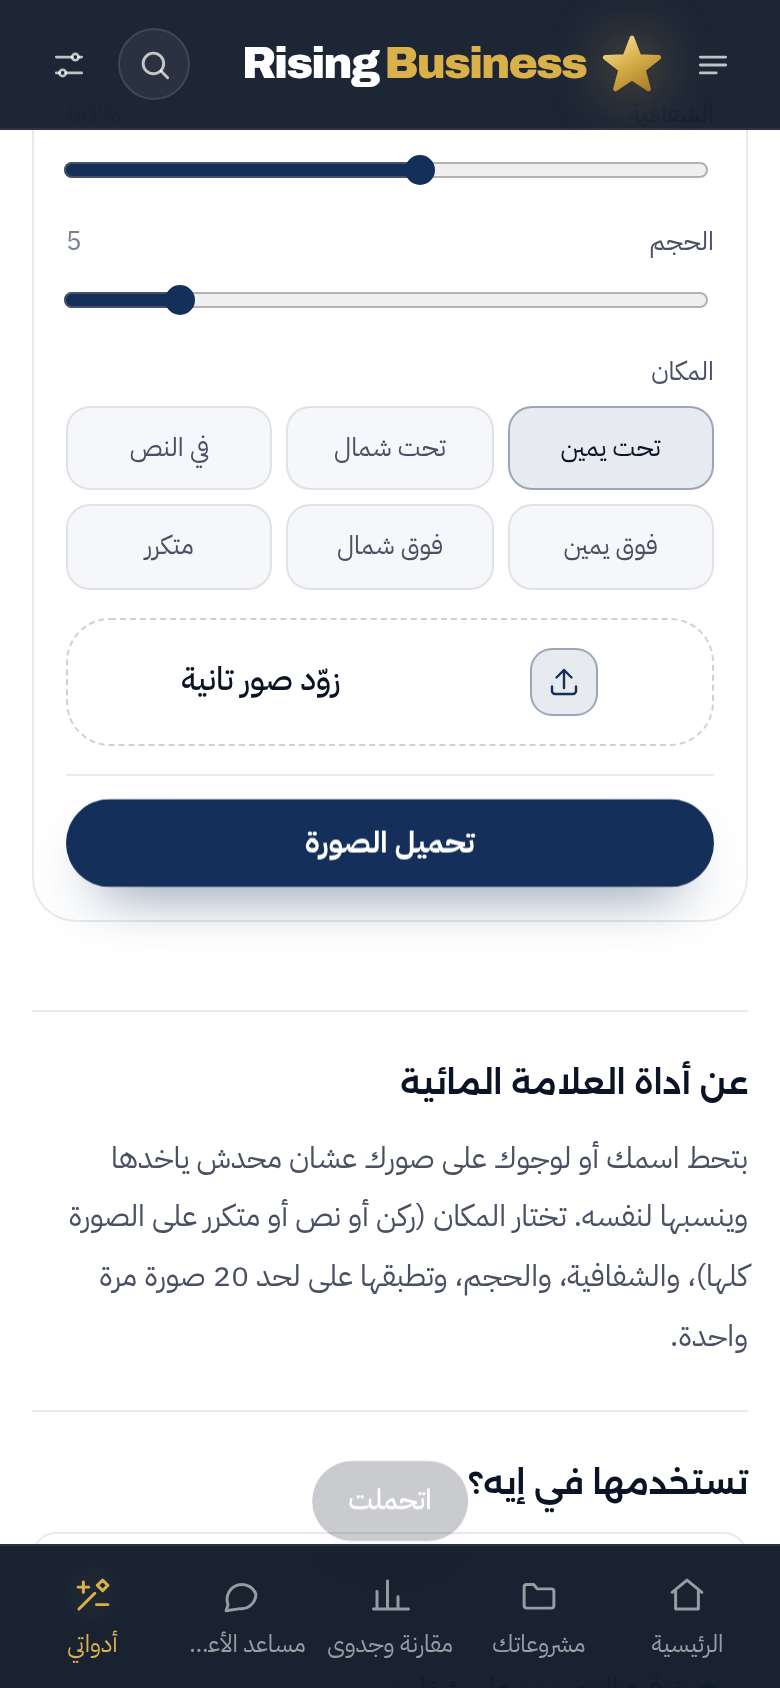 Rising Business
الشفافية
الحجم
5
المكان
تحت يمين
تحت شمال
في النص
فوق يمين
فوق شمال
متكرر
زوّد صور تانية
تحميل الصورة
عن أداة العلامة المائية
بتحط اسمك أو لوجوك على صورك عشان محدش ياخدها
وينسبها لنفسه. تختار المكان (ركن أو نص أو متكرر على الصورة
كلها)، والشفافية، والحجم، وتطبقها على لحد 20 صورة مرة
واحدة.
تستخدمها في إيه؟
اتحملت
الرئيسية
مشروعاتك
مقارنة وجدوى
مساعد الأعـ...
أدواتي